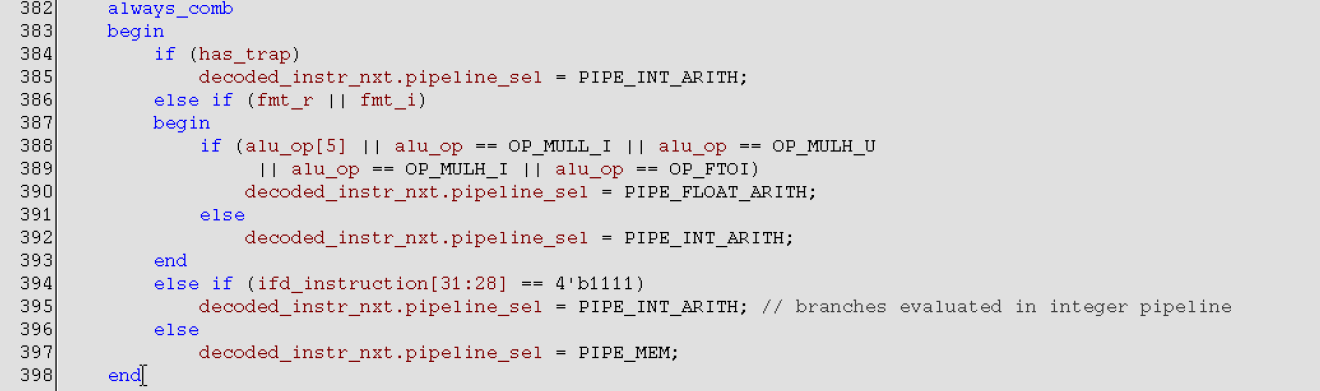 382 always_comb
383 begin
384 if (has_trap)
385 decoded_instr_nxt.pipeline_sel = PIPE_INT_ARITH;
386 else if (fmt_r || fmt_i)
387 begin
388 if (alu_op[5] || alu_op == OP_MULL_I || alu_op == OP_MULH_U
389 || alu_op == OP_MULH_I || alu_op == OP_FTOI)
390 decoded_instr_nxt.pipeline_sel = PIPE_FLOAT_ARITH;
391 else
392 decoded_instr_nxt.pipeline_sel = PIPE_INT_ARITH;
393 end
394 else if (ifd_instruction[31:28] == 4'b1111)
395 decoded_instr_nxt.pipeline_sel = PIPE_INT_ARITH; // branches evaluated in integer pipeline
396 else
397 decoded_instr_nxt.pipeline_sel = PIPE_MEM;
398 end